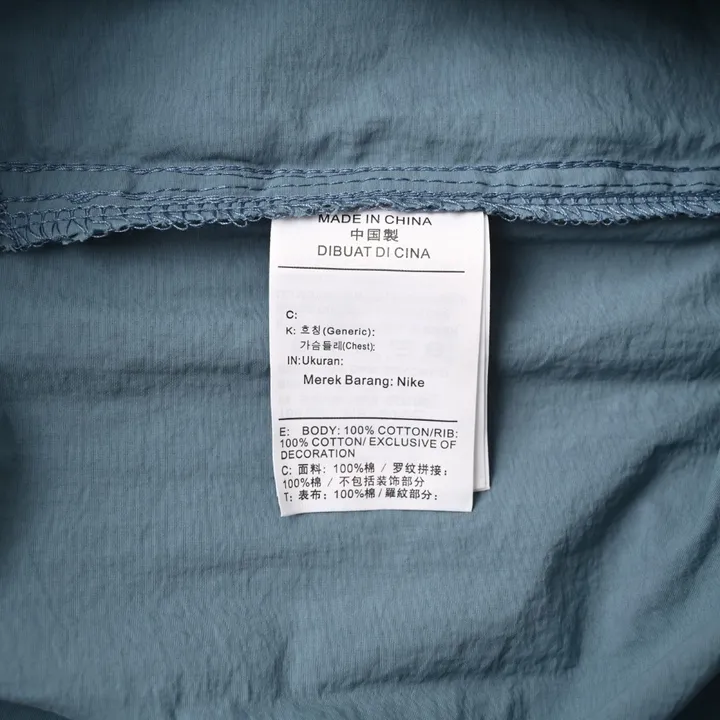 MADE IN CHINA
中国製
DIBUAT DI CINA
C:
K: 호칭(Generic):
가슴둘레(Chest):
IN:Ukuran:
Merek Barang: Nike
E: BODY: 100% COTTON/RIB:
100% COTTON/ EXCLUSIVE OF
DECORATION
C: 面料: 100%棉 / 罗纹拼接:
100%棉 / 不包括装饰部分
T: 表布: 100%棉 / 羅紋部分: